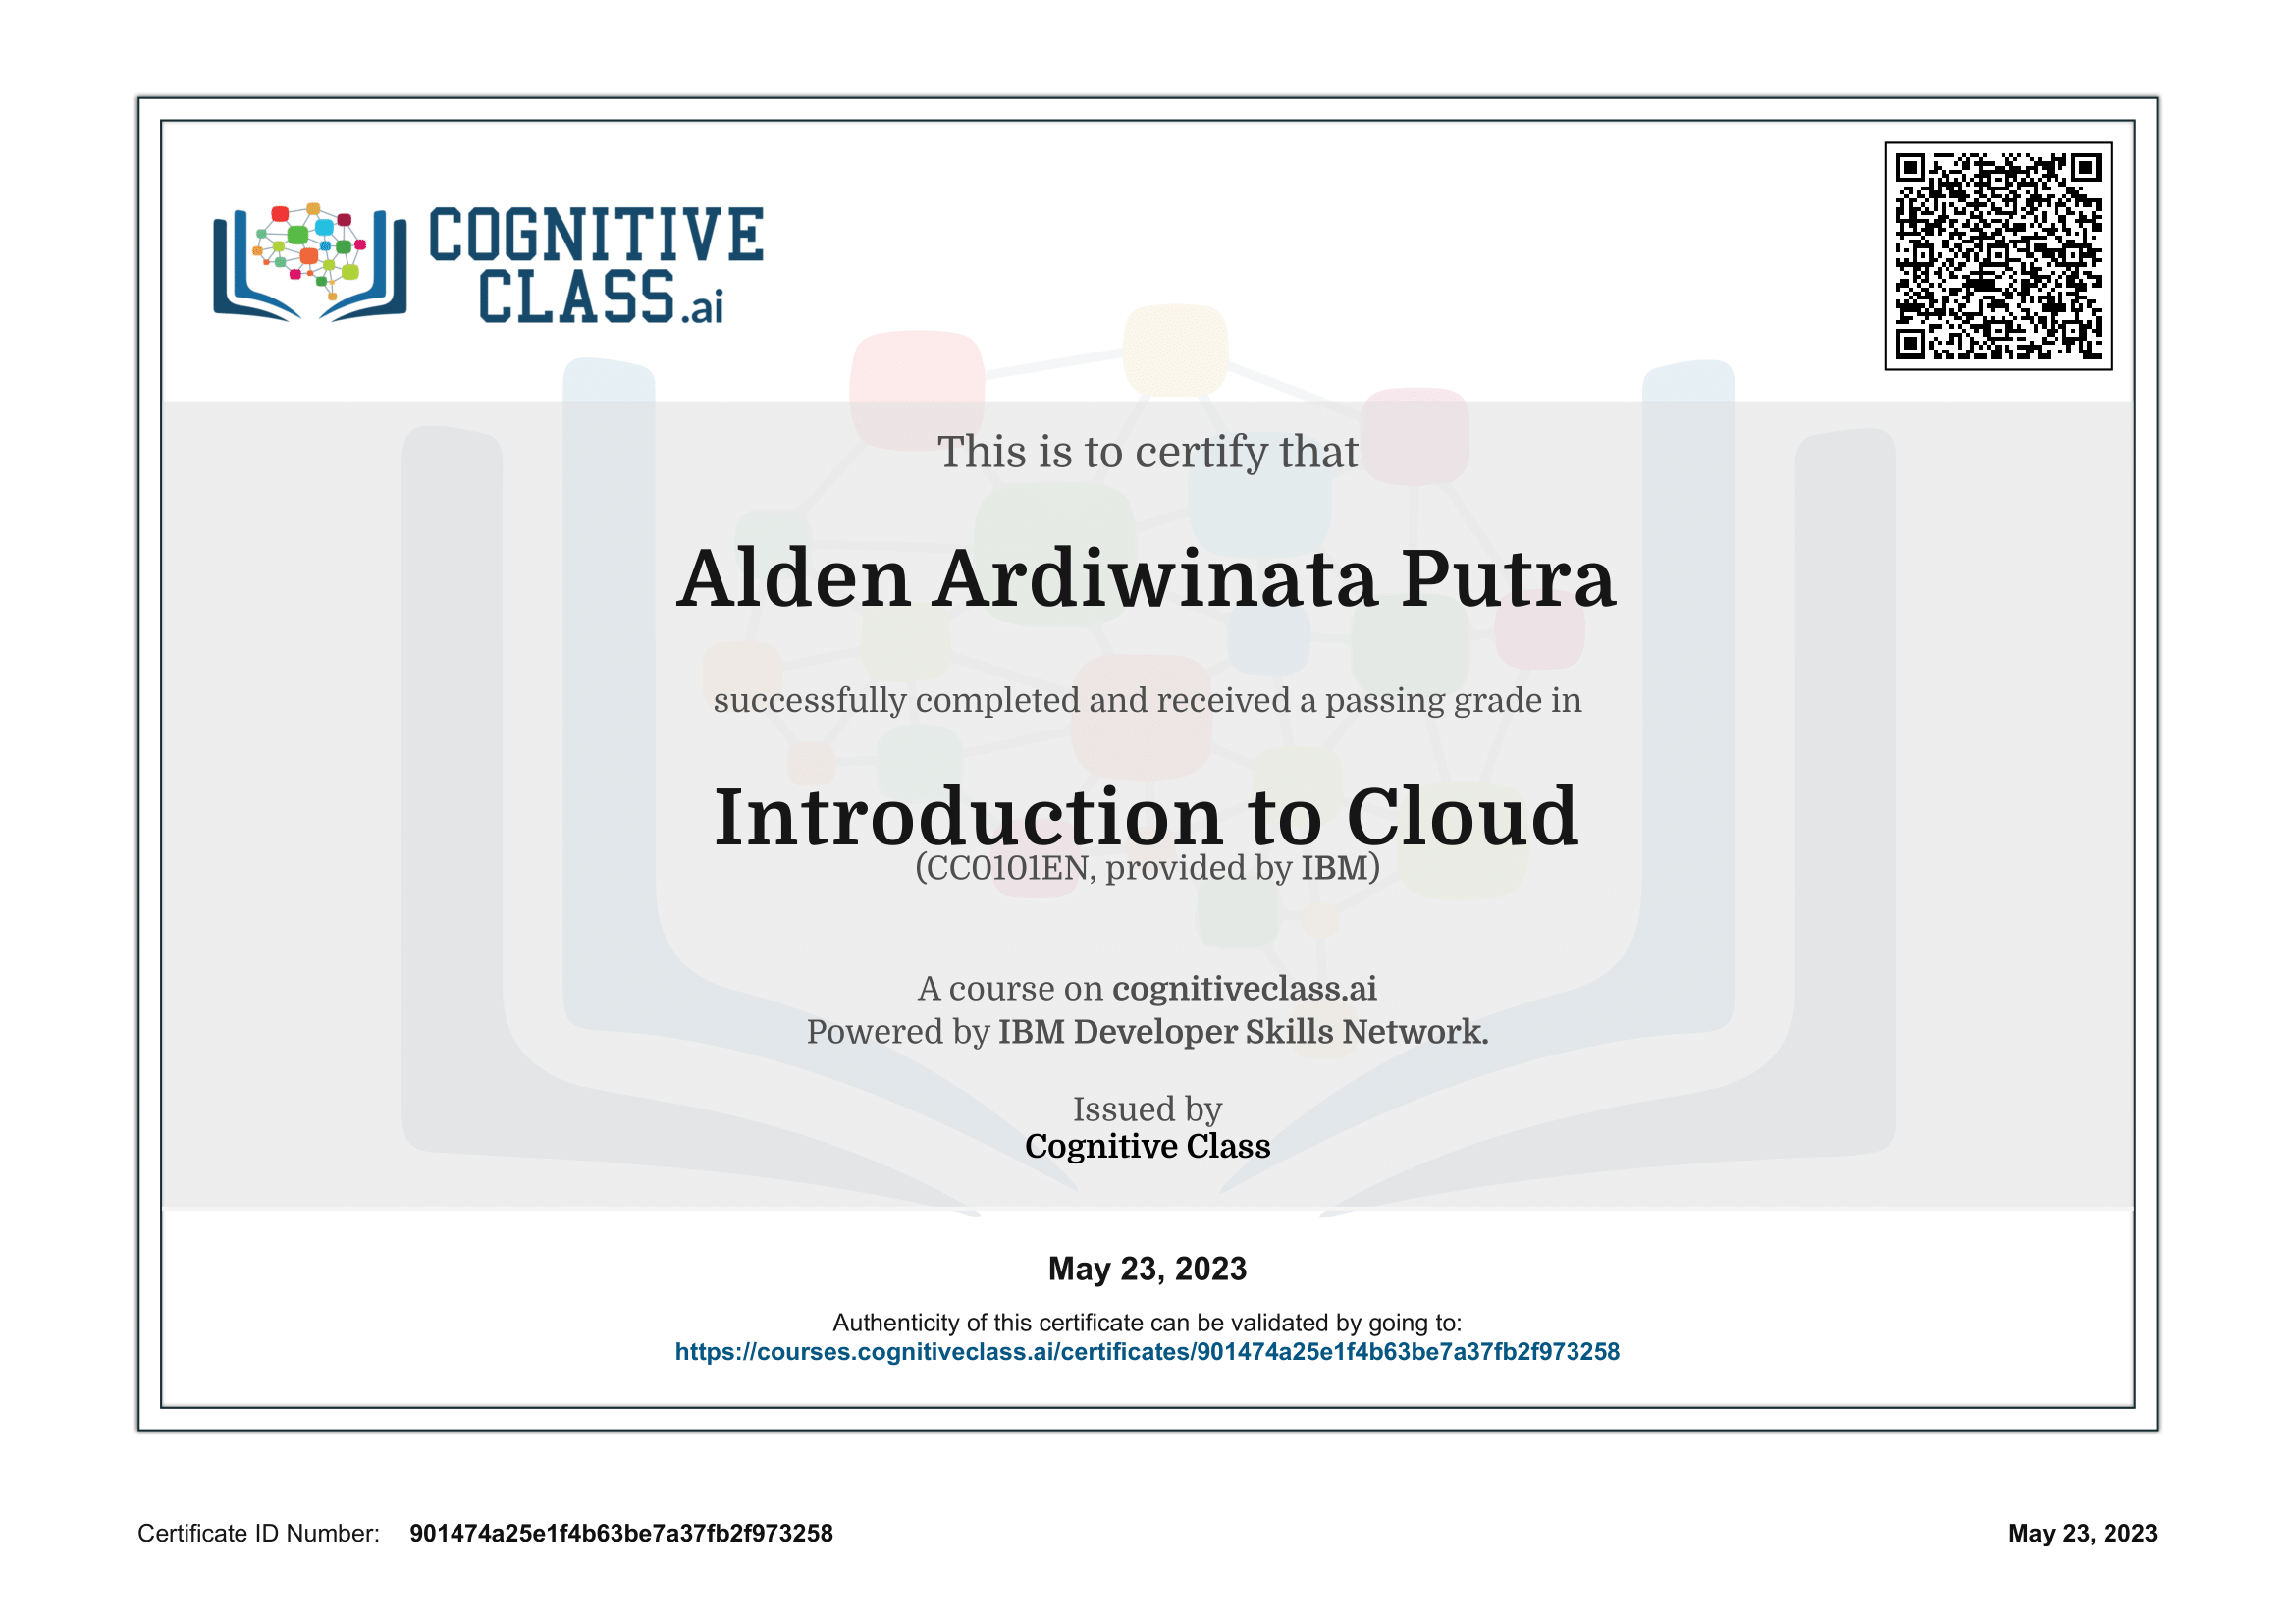 COGNITIVE
CLASS.ai
This is to certify that
Alden Ardiwinata Putra
successfully completed and received a passing grade in
Introduction to Cloud
(CC0101EN, provided by IBM)
A course on cognitiveclass.ai
Powered by IBM Developer Skills Network.
Issued by
Cognitive Class
May 23, 2023
Authenticity of this certificate can be validated by going to:
https://courses.cognitiveclass.ai/certificates/901474a25e1f4b63be7a37fb2f973258
Certificate ID Number: 901474a25e1f4b63be7a37fb2f973258
May 23, 2023